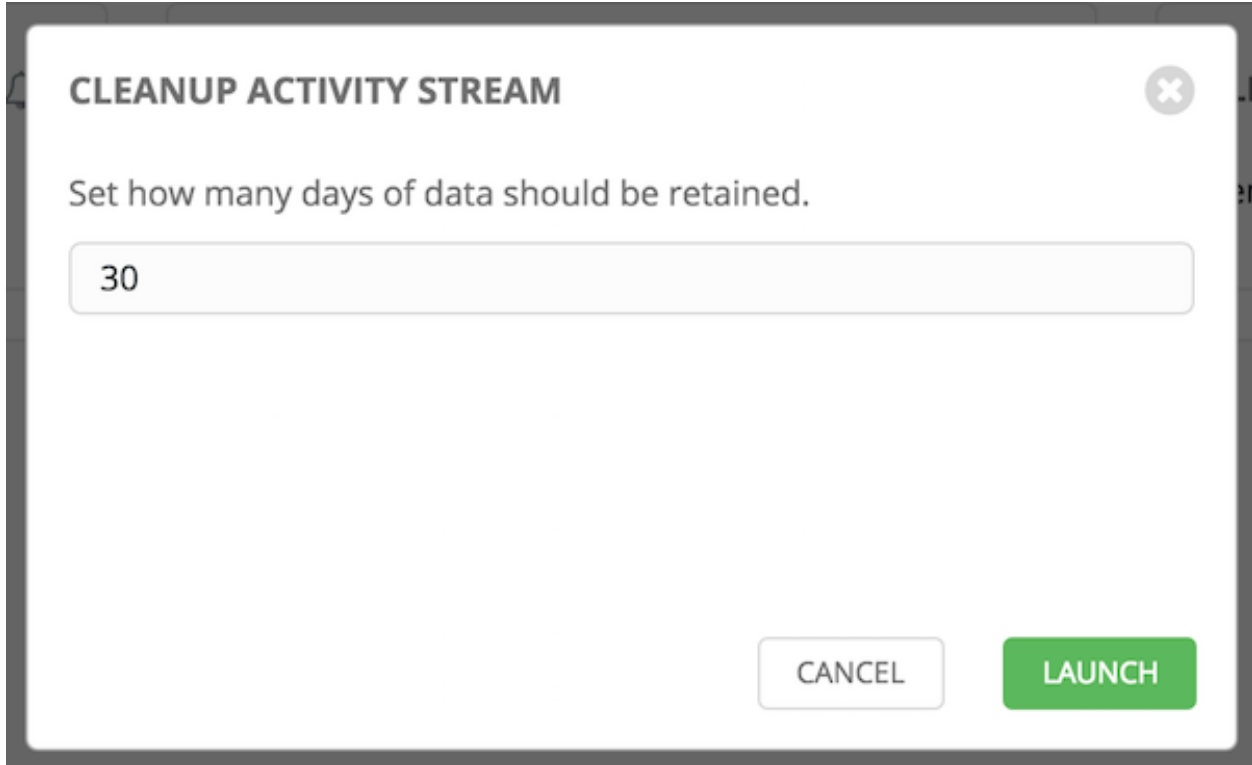 CLEANUP ACTIVITY STREAM
Set how many days of data should be retained.
30
CANCEL
LAUNCH